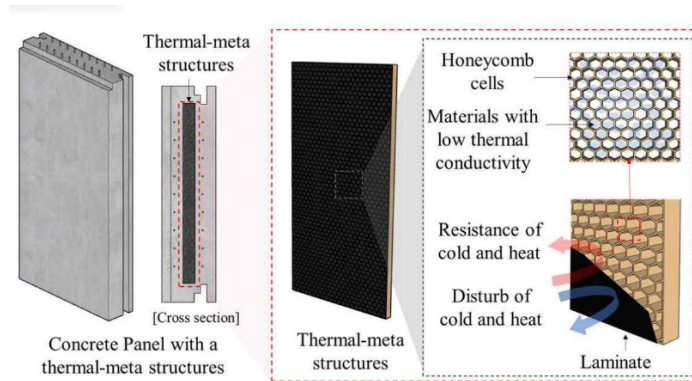 Thermal-meta
structures
[Cross section]
Concrete Panel with a
thermal-meta structures
Thermal-meta
structures
Honeycomb
cells
Materials with
low thermal
conductivity
Resistance of
cold and heat
Disturb of
cold and heat
Laminate